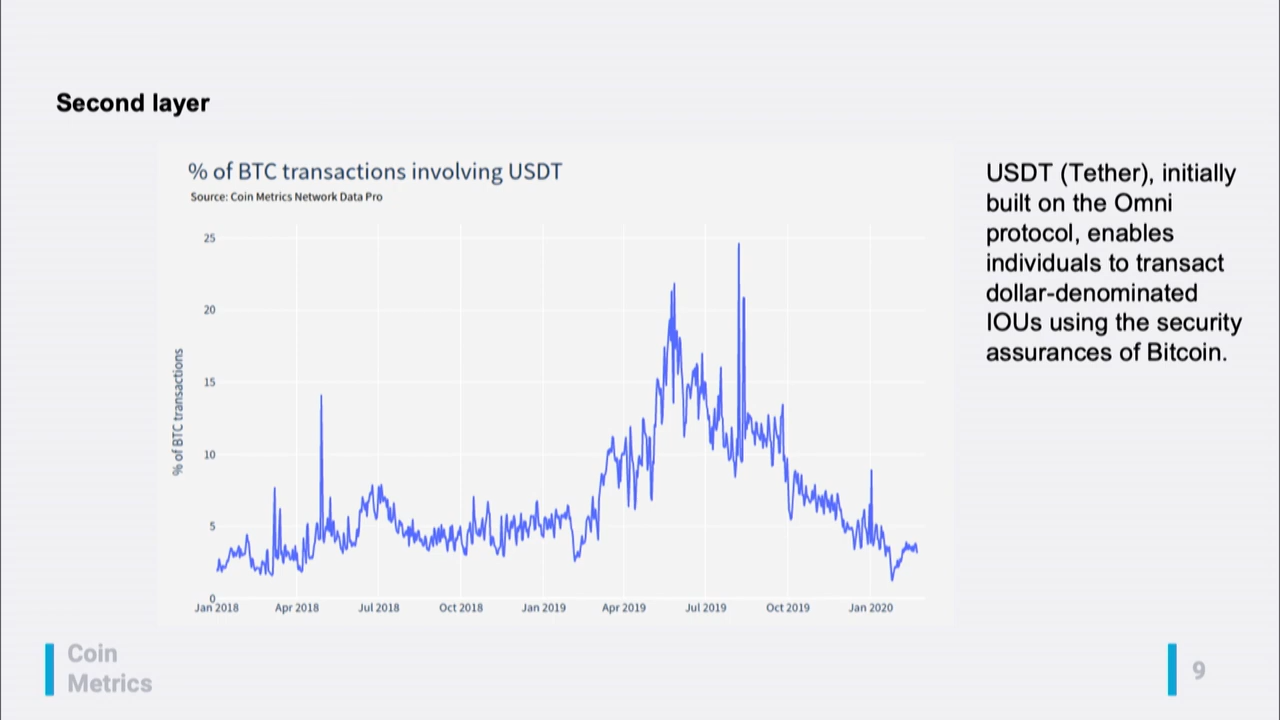 Second layer
% of BTC transactions involving USDT
Source: Coin Metrics Network Data Pro
% of BTC transactions
25
20
15
10
5
0
Jan 2018
Apr 2018
Jul 2018
Oct 2018
Jan 2019
Apr 2019
Jul 2019
Oct 2019
Jan 2020
USDT (Tether), initially
built on the Omni
protocol, enables
individuals to transact
dollar-denominated
IOUs using the security
assurances of Bitcoin.
Coin
Metrics
9